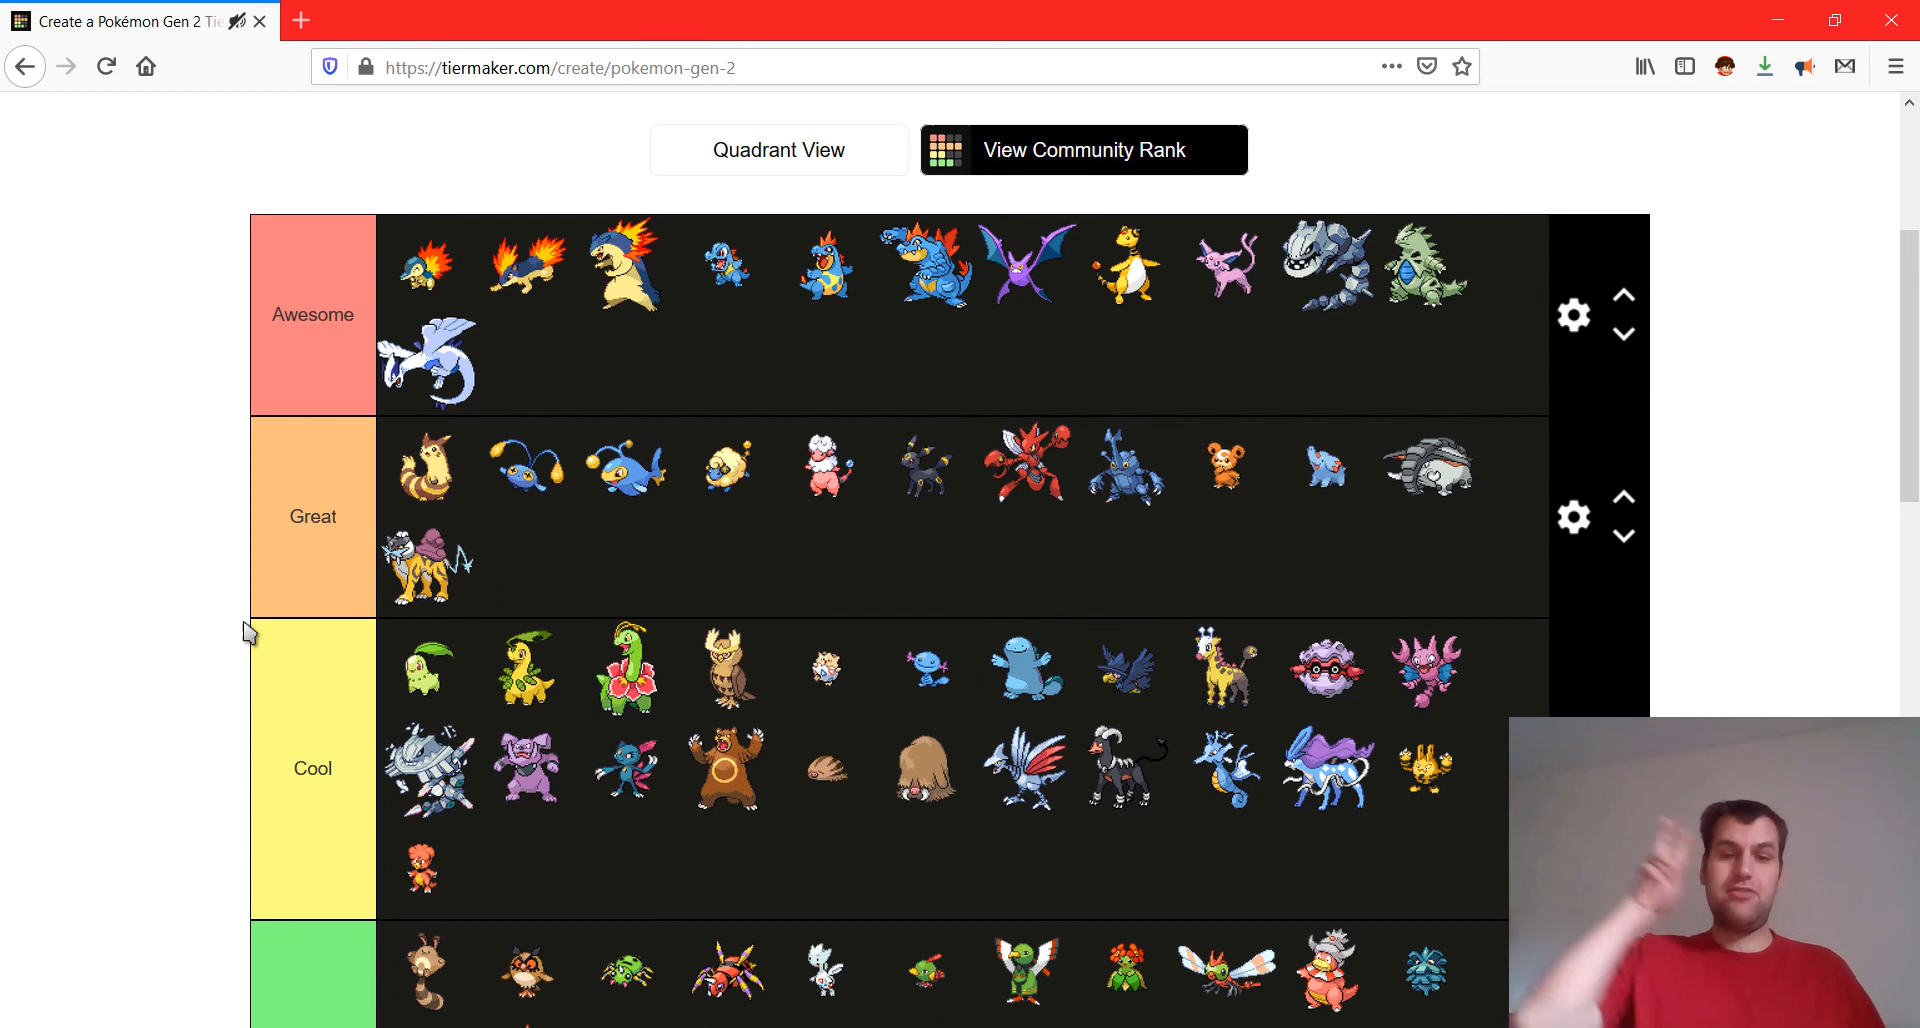 Create a Pokémon Gen 2 Tie
https://tiermaker.com/create/pokemon-gen-2
Quadrant View
View Community Rank
Awesome
Great
Cool